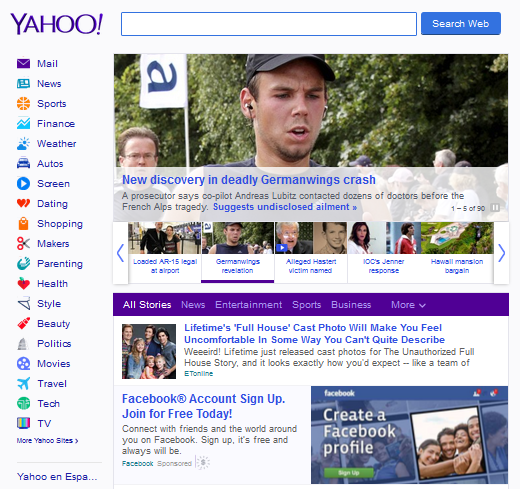 YAHOO!
Search Web
Mail
News
Sports
Finance
Weather
Autos
Screen
Dating
Shopping
Makers
Parenting
Health
Style
Beauty
Politics
Movies
Travel
Tech
TV
More Yahoo Sites >
Yahoo en Espa...
a
New discovery in deadly Germanwings crash
A prosecutor says co-pilot Andreas Lubitz contacted dozens of doctors before the
French Alps tragedy. Suggests undisclosed ailment »
1 – 5 of 90
Loaded AR-15 legal
at airport
Germanwings
revelation
Alleged Hastert
victim named
IOC's Jenner
response
Hawaii mansion
bargain
All Stories News Entertainment Sports Business More
Lifetime's 'Full House' Cast Photo Will Make You Feel
Uncomfortable In Some Way You Can't Quite Describe
Weeeird! Lifetime just released cast photos for The Unauthorized Full
House Story, and it looks exactly how you'd expect -- like a team of
ETonline
Facebook® Account Sign Up.
Join for Free Today!
Connect with friends and the world around
you on Facebook. Sign up, it's free and
always will be.
Facebook Sponsored $
facebook
Create a
Facebook
profile
Sign Up